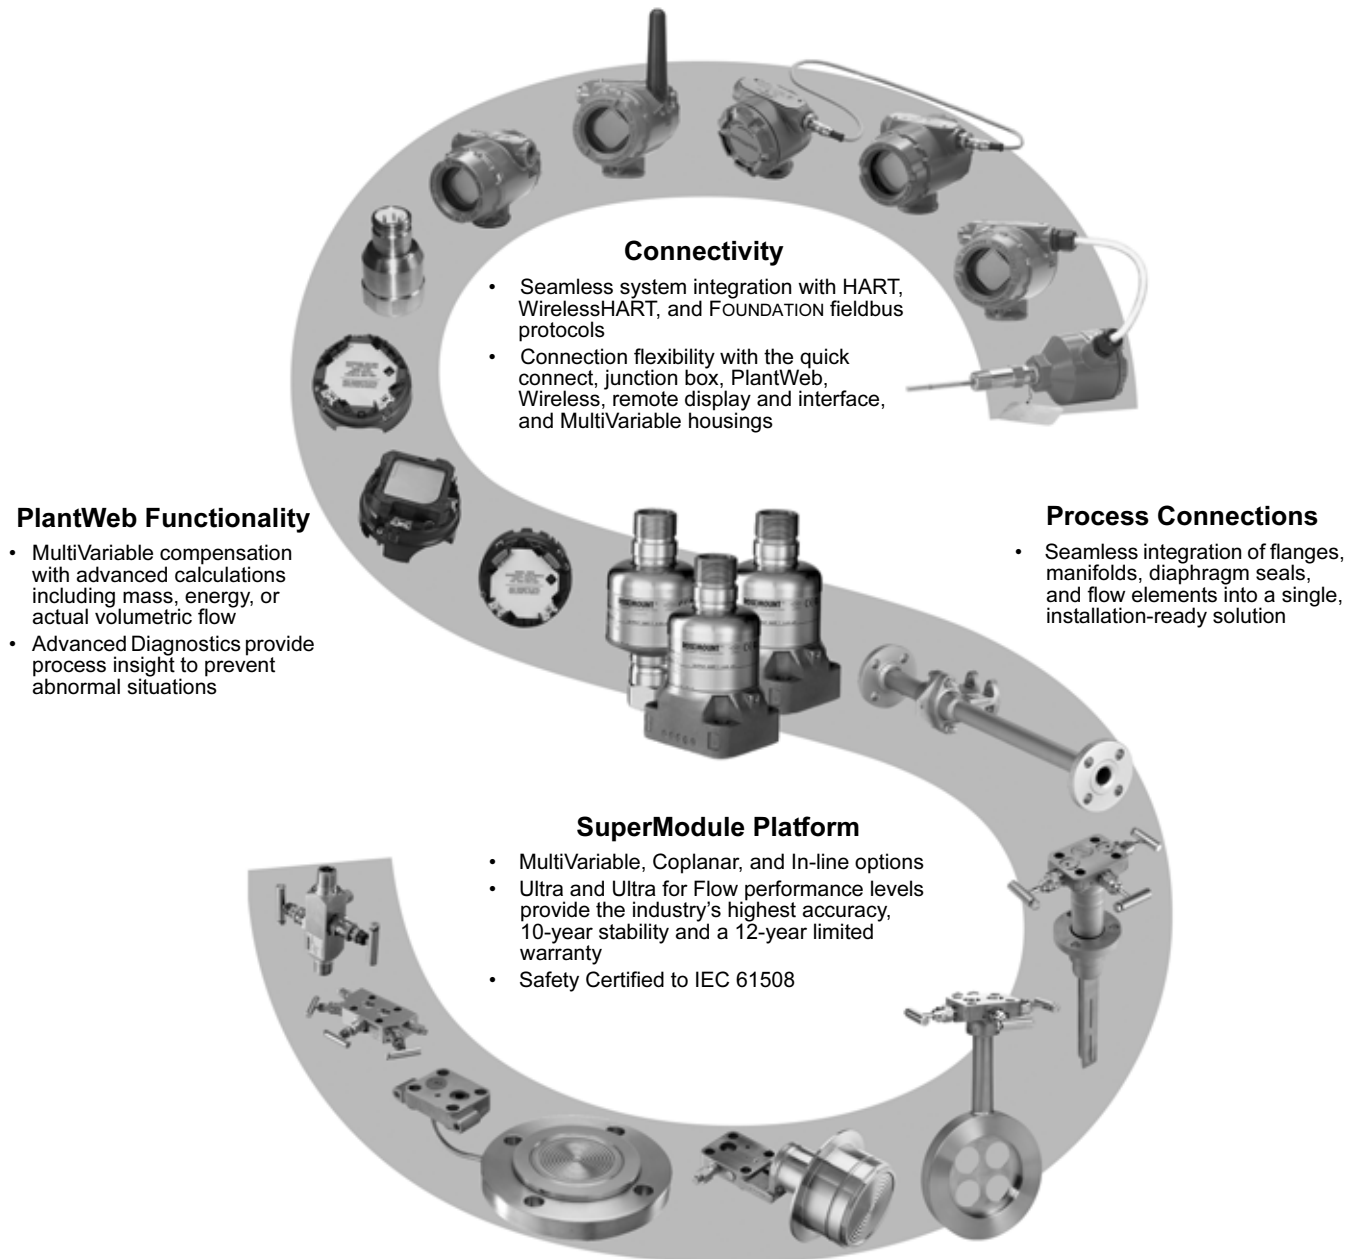 Connectivity
• Seamless system integration with HART,
WirelessHART, and FOUNDATION fieldbus
protocols
• Connection flexibility with the quick
connect, junction box, PlantWeb,
Wireless, remote display and interface,
and MultiVariable housings
PlantWeb Functionality
• MultiVariable compensation
with advanced calculations
including mass, energy, or
actual volumetric flow
• Advanced Diagnostics provide
process insight to prevent
abnormal situations
Process Connections
• Seamless integration of flanges,
manifolds, diaphragm seals,
and flow elements into a single,
installation-ready solution
ROSEMOUNT
ROSEMOUNT
ROSEMOUNT
SuperModule Platform
• MultiVariable, Coplanar, and In-line options
• Ultra and Ultra for Flow performance levels
provide the industry's highest accuracy,
10-year stability and a 12-year limited
warranty
• Safety Certified to IEC 61508